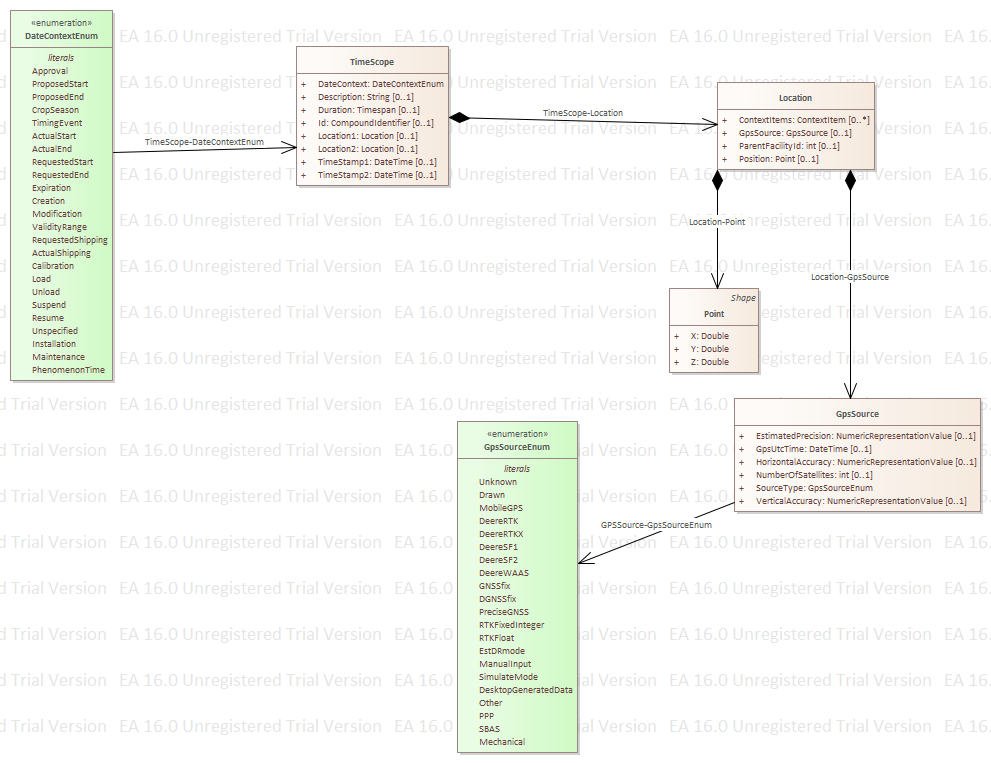 «enumeration»
DateContextEnum
literals
Approval
ProposedStart
ProposedEnd
CropSeason
TimingEvent
ActualStart
ActualEnd
RequestedStart
RequestedEnd
Expiration
Creation
Modification
ValidityRange
RequestedShipping
ActualShipping
Calibration
Load
Unload
Suspend
Resume
Unspecified
Installation
Maintenance
PhenomenonTime
TimeScope-DateContextEnum
TimeScope
+ DateContext: DateContextEnum
+ Description: String [0..1]
+ Duration: Timespan [0..1]
+ Id: CompoundIdentifier [0..1]
+ Location1: Location [0..1]
+ Location2: Location [0..1]
+ TimeStamp1: DateTime [0..1]
+ TimeStamp2: DateTime [0..1]
TimeScope-Location
Location
+ ContextItems: ContextItem [0..*]
+ GpsSource: GpsSource [0..1]
+ ParentFacilityId: int [0..1]
+ Position: Point [0..1]
Location-Point
Location-GpsSource
Shape
Point
+ X: Double
+ Y: Double
+ Z: Double
GpsSource
+ EstimatedPrecision: NumericRepresentationValue [0..1]
+ GpsUtcTime: DateTime [0..1]
+ HorizontalAccuracy: NumericRepresentationValue [0..1]
+ NumberOfSatellites: int [0..1]
+ SourceType: GpsSourceEnum
+ VerticalAccuracy: NumericRepresentationValue [0..1]
GPSSource-GpsSourceEnum
«enumeration»
GpsSourceEnum
literals
Unknown
Drawn
MobileGPS
DeereRTK
DeereRTKX
DeereSF1
DeereSF2
DeereWAAS
GNSSfix
DGNSSfix
PreciseGNSS
RTKFixedInteger
RTKFloat
EstDRmode
ManualInput
SimulateMode
DesktopGeneratedData
Other
PPP
SBAS
Mechanical
EA 16.0 Unregistered Trial Version